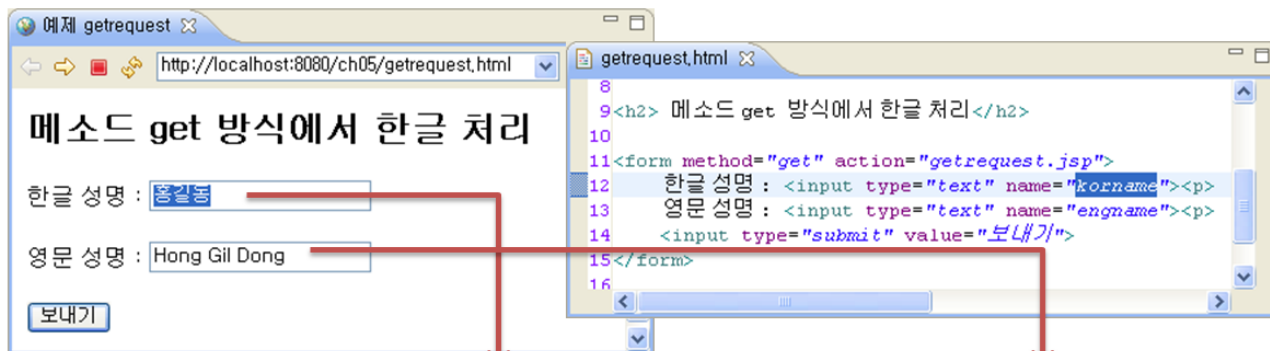 예제 getrequest
http://localhost:8080/ch05/getrequest.html
메소드 get 방식에서 한글 처리
한글 성명 : 홍길동
영문 성명 : Hong Gil Dong
보내기
getrequest.html
8
9 <h2> 메소드 get 방식에서 한글 처리</h2>
10
11 <form method="get" action="getrequest.jsp">
12 한글 성명 : <input type="text" name="korname"><p>
13 영문 성명 : <input type="text" name="engname"><p>
14 <input type="submit" value="보내기">
15 </form>
16